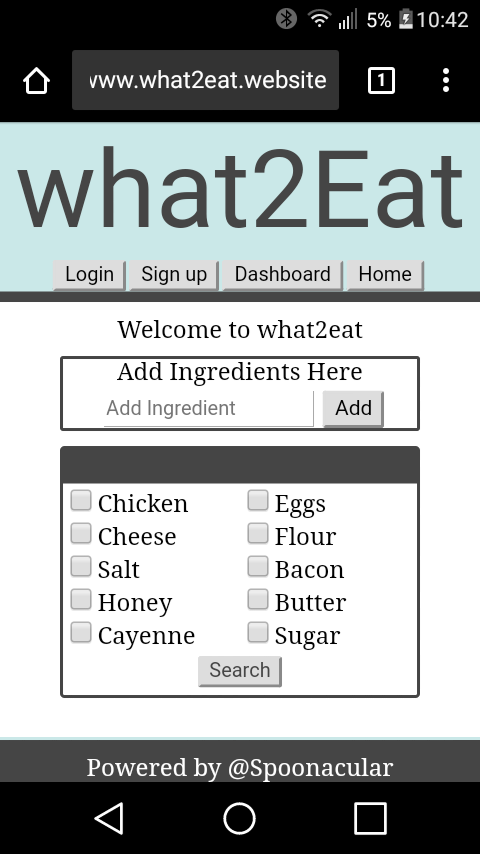 5% 10:42
www.what2eat.website 1
what2Eat
Login Sign up Dashboard Home
Welcome to what2eat
Add Ingredients Here
Add Ingredient Add
Chicken Eggs
Cheese Flour
Salt Bacon
Honey Butter
Cayenne Sugar
Search
Powered by @Spoonacular